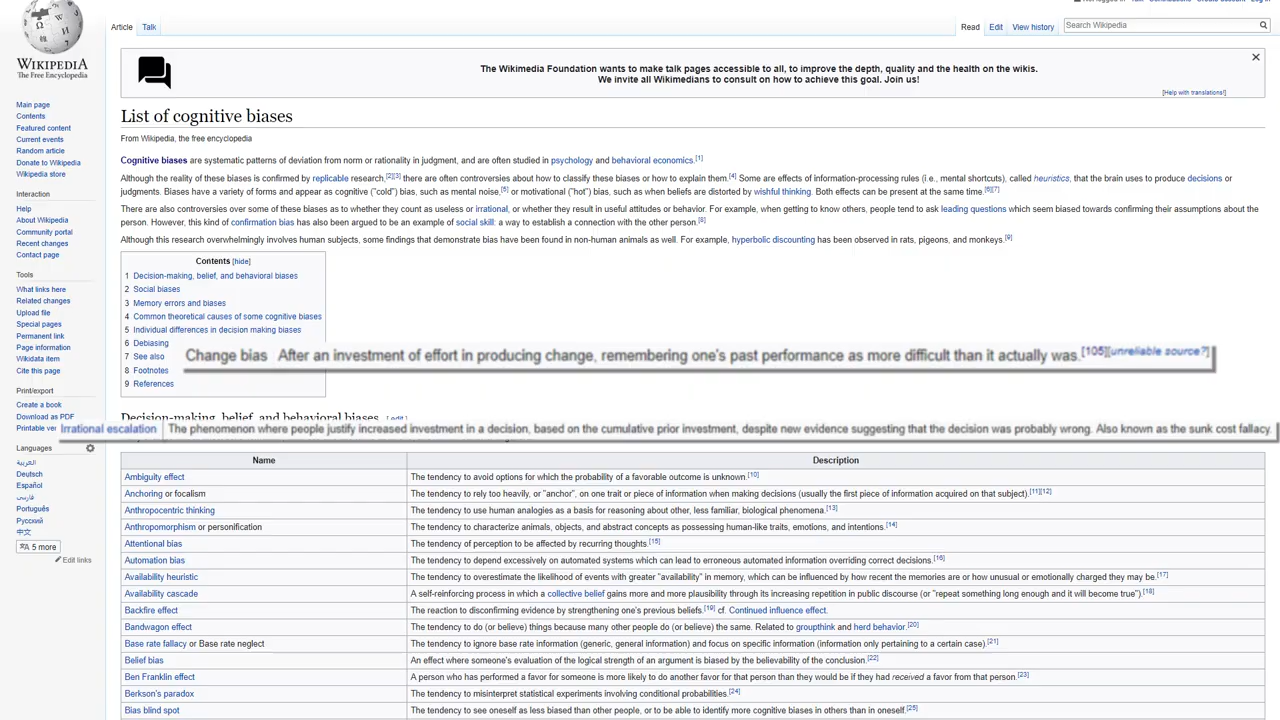 Article Talk Read Edit View history Search Wikipedia
WIKIPEDIA
The Free Encyclopedia
The Wikimedia Foundation wants to make talk pages accessible to all, to improve the depth, quality and the health on the wikis.
We invite all Wikimedians to consult on how to achieve this goal. Join us!
[Help with translations!]
Main page
Contents
Featured content
Current events
Random article
Donate to Wikipedia
Wikipedia store
Interaction
Help
About Wikipedia
Community portal
Recent changes
Contact page
Tools
What links here
Related changes
Upload file
Special pages
Permanent link
Page information
Wikidata item
Cite this page
Print/export
Create a book
Download as PDF
Printable ver
Languages
العربية
Deutsch
Español
فارسی
Português
Русский
中文
5 more
Edit links
List of cognitive biases
From Wikipedia, the free encyclopedia
Cognitive biases are systematic patterns of deviation from norm or rationality in judgment, and are often studied in psychology and behavioral economics.[1]
Although the reality of these biases is confirmed by replicable research,[2][3] there are often controversies about how to classify these biases or how to explain them.[4] Some are effects of information-processing rules (i.e., mental shortcuts), called heuristics, that the brain uses to produce decisions or
judgments. Biases have a variety of forms and appear as cognitive ("cold") bias, such as mental noise,[5] or motivational ("hot") bias, such as when beliefs are distorted by wishful thinking. Both effects can be present at the same time.[6][7]
There are also controversies over some of these biases as to whether they count as useless or irrational, or whether they result in useful attitudes or behavior. For example, when getting to know others, people tend to ask leading questions which seem biased towards confirming their assumptions about the
person. However, this kind of confirmation bias has also been argued to be an example of social skill: a way to establish a connection with the other person.[8]
Although this research overwhelmingly involves human subjects, some findings that demonstrate bias have been found in non-human animals as well. For example, hyperbolic discounting has been observed in rats, pigeons, and monkeys.[9]
Contents [hide]
1 Decision-making, belief, and behavioral biases
2 Social biases
3 Memory errors and biases
4 Common theoretical causes of some cognitive biases
5 Individual differences in decision making biases
6 Debiasing
7 See also
8 Footnotes
9 References
Change bias After an investment of effort in producing change, remembering one's past performance as more difficult than it actually was.[105][unreliable source?]
Decision-making, belief, and behavioral biases [edit]
Irrational escalation The phenomenon where people justify increased investment in a decision, based on the cumulative prior investment, despite new evidence suggesting that the decision was probably wrong. Also known as the sunk cost fallacy.
Name Description
Ambiguity effect The tendency to avoid options for which the probability of a favorable outcome is unknown.[10]
Anchoring or focalism The tendency to rely too heavily, or "anchor", on one trait or piece of information when making decisions (usually the first piece of information acquired on that subject).[11][12]
Anthropocentric thinking The tendency to use human analogies as a basis for reasoning about other, less familiar, biological phenomena.[13]
Anthropomorphism or personification The tendency to characterize animals, objects, and abstract concepts as possessing human-like traits, emotions, and intentions.[14]
Attentional bias The tendency of perception to be affected by recurring thoughts.[15]
Automation bias The tendency to depend excessively on automated systems which can lead to erroneous automated information overriding correct decisions.[16]
Availability heuristic The tendency to overestimate the likelihood of events with greater "availability" in memory, which can be influenced by how recent the memories are or how unusual or emotionally charged they may be.[17]
Availability cascade A self-reinforcing process in which a collective belief gains more and more plausibility through its increasing repetition in public discourse (or "repeat something long enough and it will become true").[18]
Backfire effect The reaction to disconfirming evidence by strengthening one's previous beliefs.[19] cf. Continued influence effect.
Bandwagon effect The tendency to do (or believe) things because many other people do (or believe) the same. Related to groupthink and herd behavior.[20]
Base rate fallacy or Base rate neglect The tendency to ignore base rate information (generic, general information) and focus on specific information (information only pertaining to a certain case).[21]
Belief bias An effect where someone's evaluation of the logical strength of an argument is biased by the believability of the conclusion.[22]
Ben Franklin effect A person who has performed a favor for someone is more likely to do another favor for that person than they would be if they had received a favor from that person.[23]
Berkson's paradox The tendency to misinterpret statistical experiments involving conditional probabilities.[24]
Bias blind spot The tendency to see oneself as less biased than other people, or to be able to identify more cognitive biases in others than in oneself.[25]